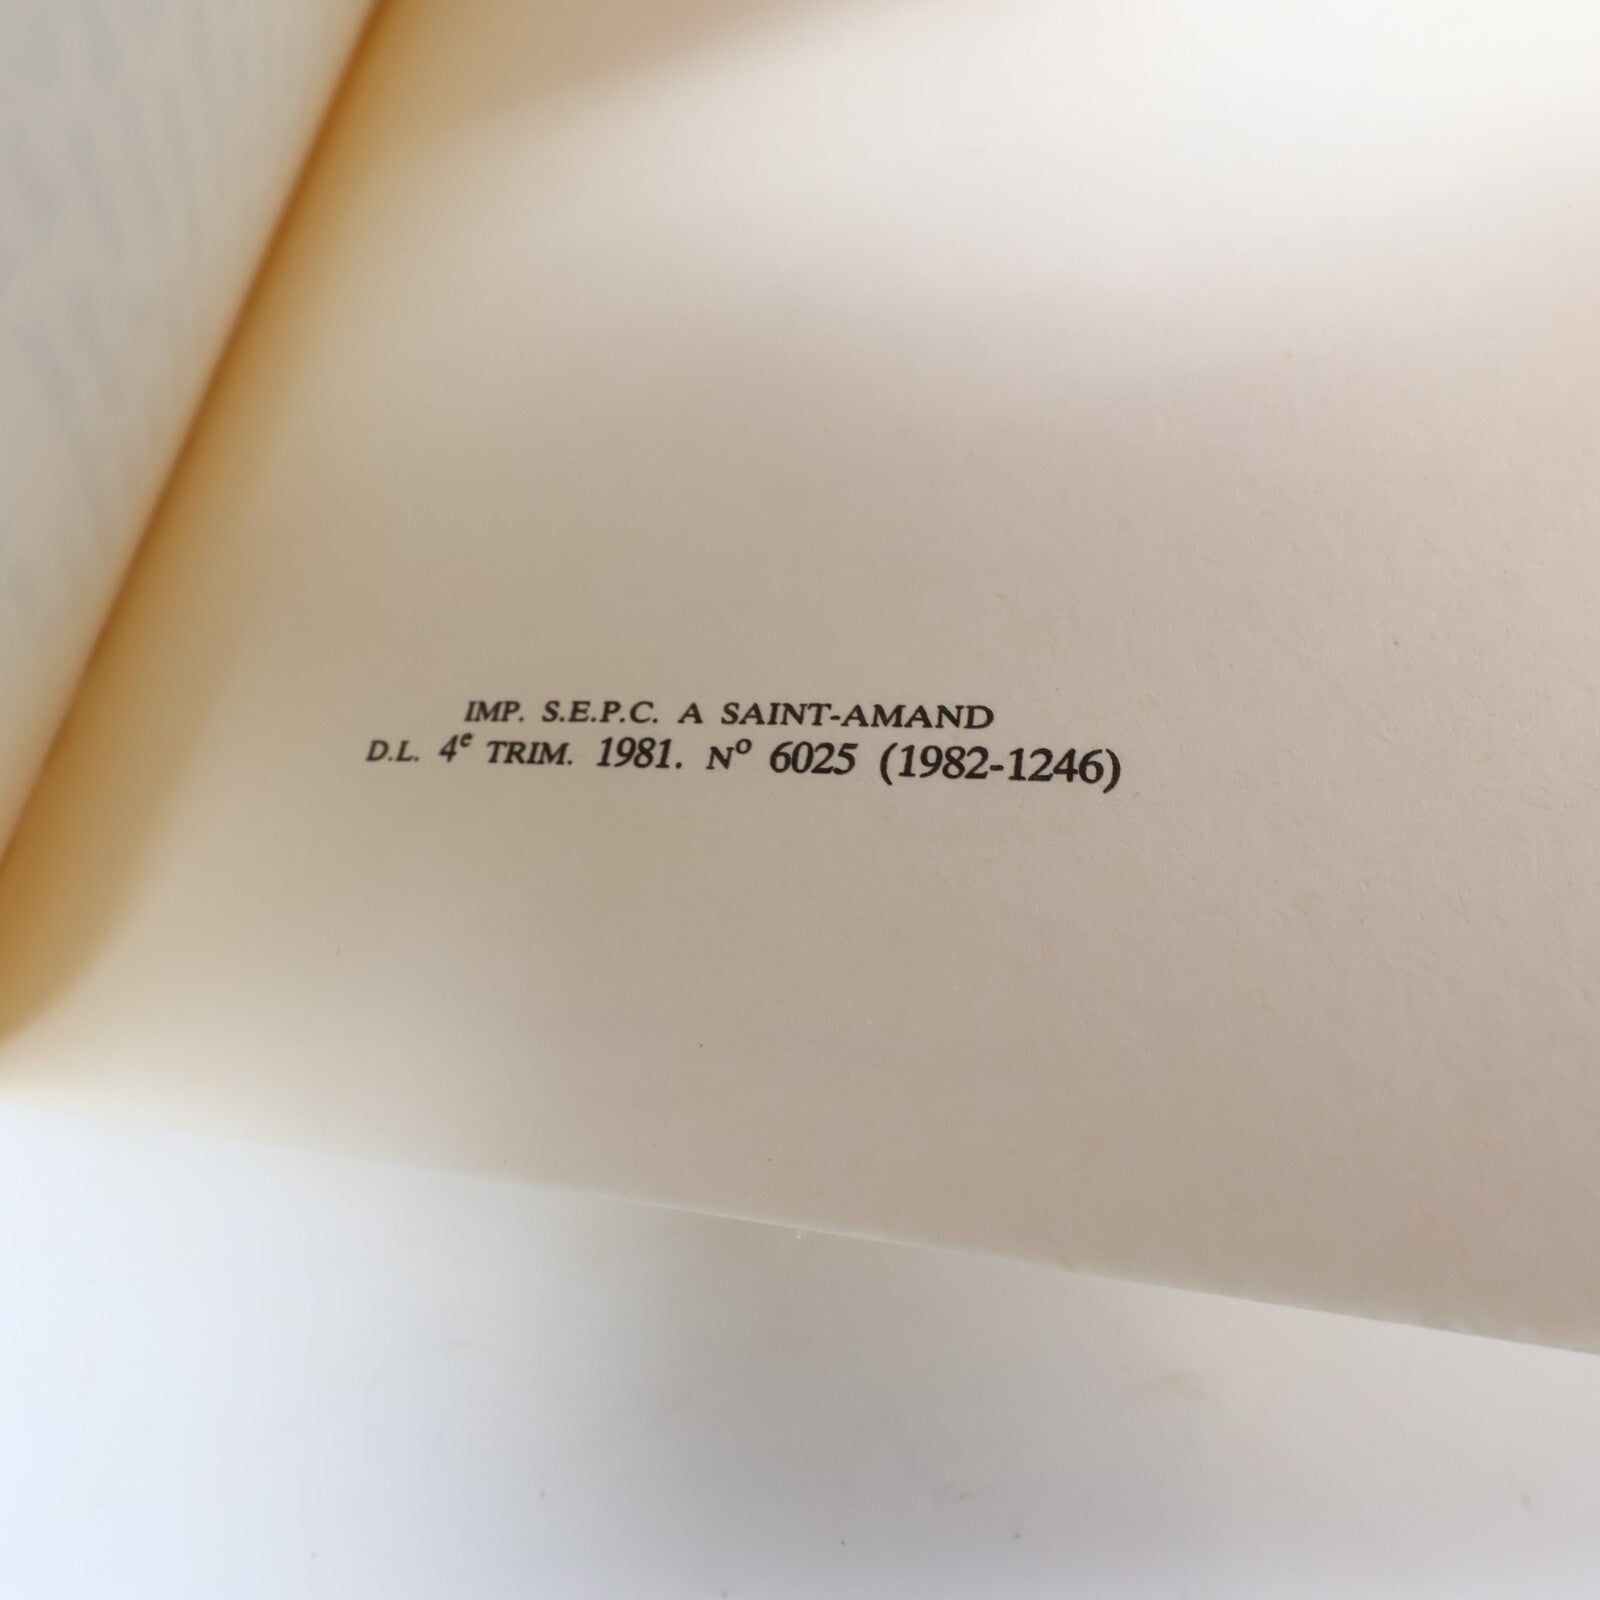 IMP. S.E.P.C. A SAINT-AMAND
D.L. 4e TRIM. 1981. No 6025 (1982-1246)